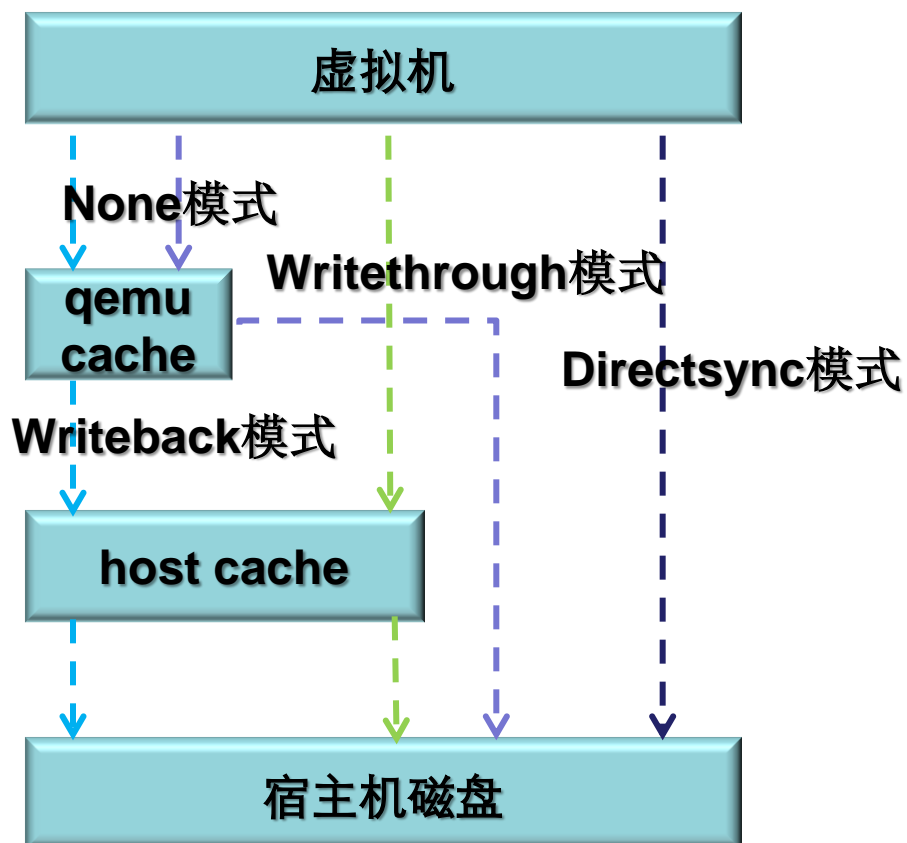 虚拟机
None模式
Writethrough模式
qemu
cache
Directsync模式
Writeback模式
host cache
宿主机磁盘